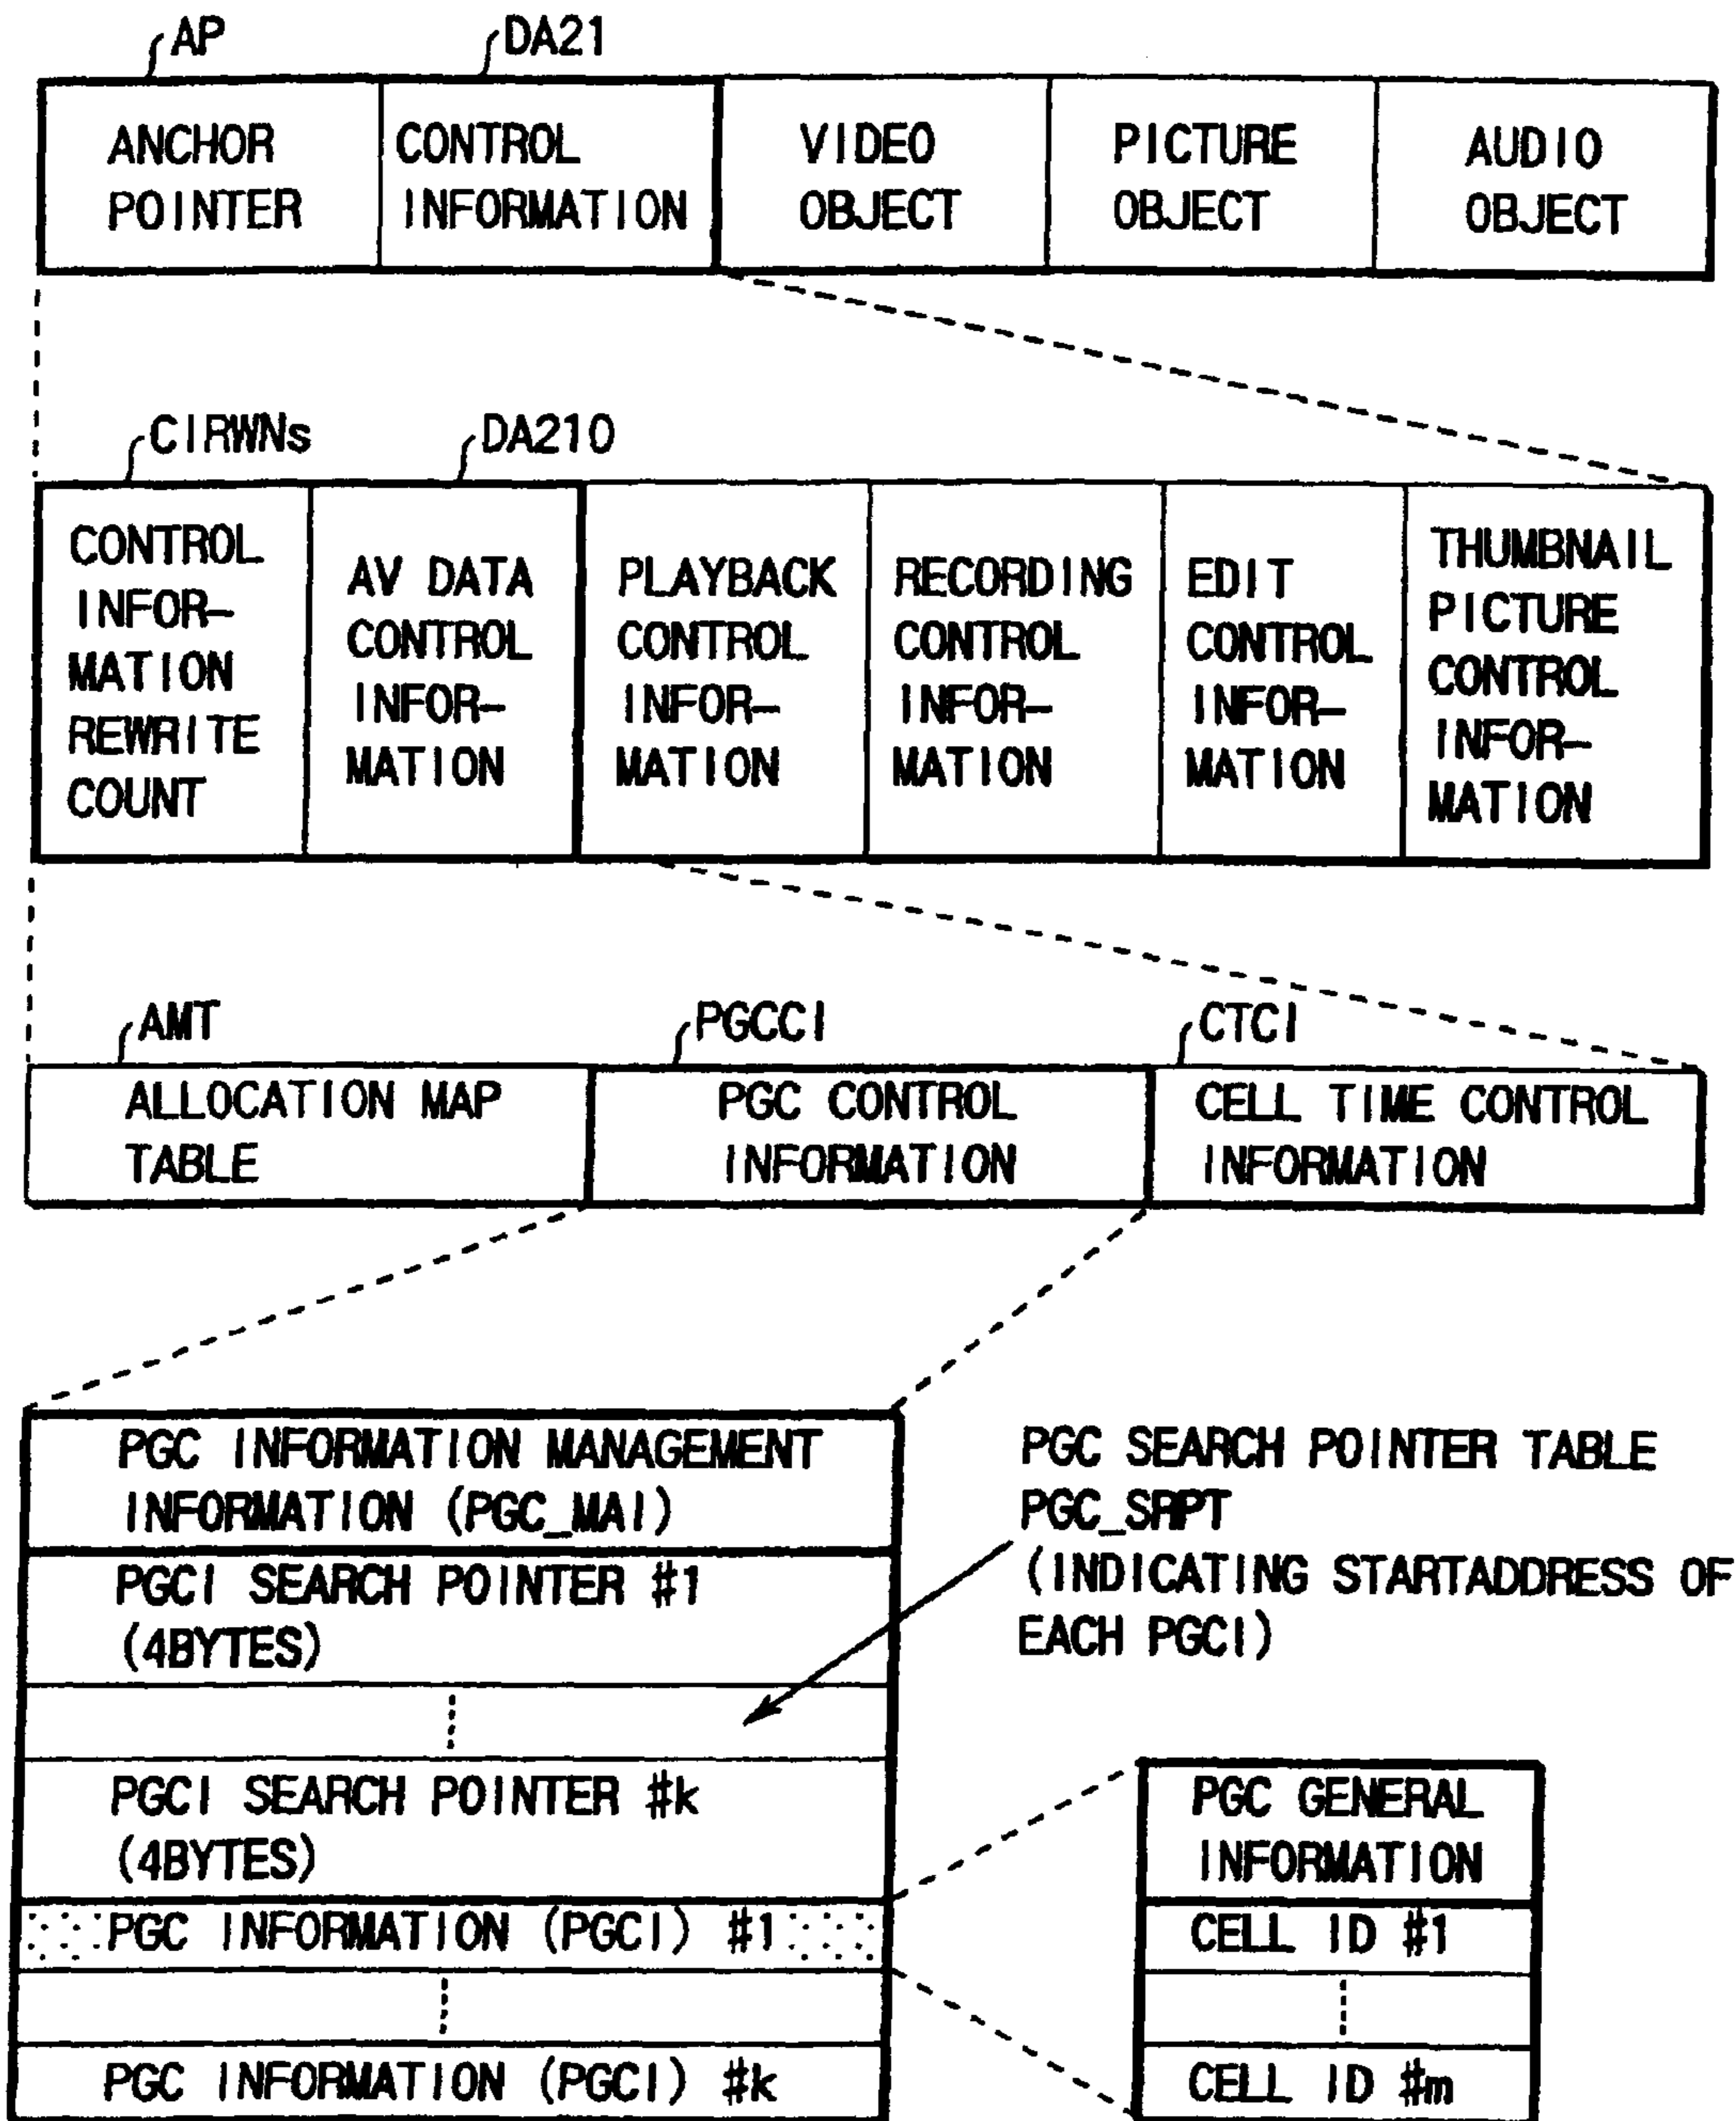 AP
DA21
ANCHOR
POINTER
CONTROL
INFORMATION
VIDEO
OBJECT
PICTURE
OBJECT
AUDIO
OBJECT
CIRWNs
DA210
CONTROL
INFOR-
MATION
REWRITE
COUNT
AV DATA
CONTROL
INFOR-
MATION
PLAYBACK
CONTROL
INFOR-
MATION
RECORDING
CONTROL
INFOR-
MATION
EDIT
CONTROL
INFOR-
MATION
THUMBNAIL
PICTURE
CONTROL
INFOR-
MATION
AMT
PGCCI
CTCI
ALLOCATION MAP
TABLE
PGC CONTROL
INFORMATION
CELL TIME CONTROL
INFORMATION
PGC INFORMATION MANAGEMENT
INFORMATION (PGC_MAI)
PGCI SEARCH POINTER #1
(4BYTES)
PGCI SEARCH POINTER #k
(4BYTES)
PGC INFORMATION (PGCI) #1
PGC INFORMATION (PGCI) #k
PGC SEARCH POINTER TABLE
PGC_SRPT
(INDICATING STARTADDRESS OF
EACH PGCI)
PGC GENERAL
INFORMATION
CELL ID #1
CELL ID #m